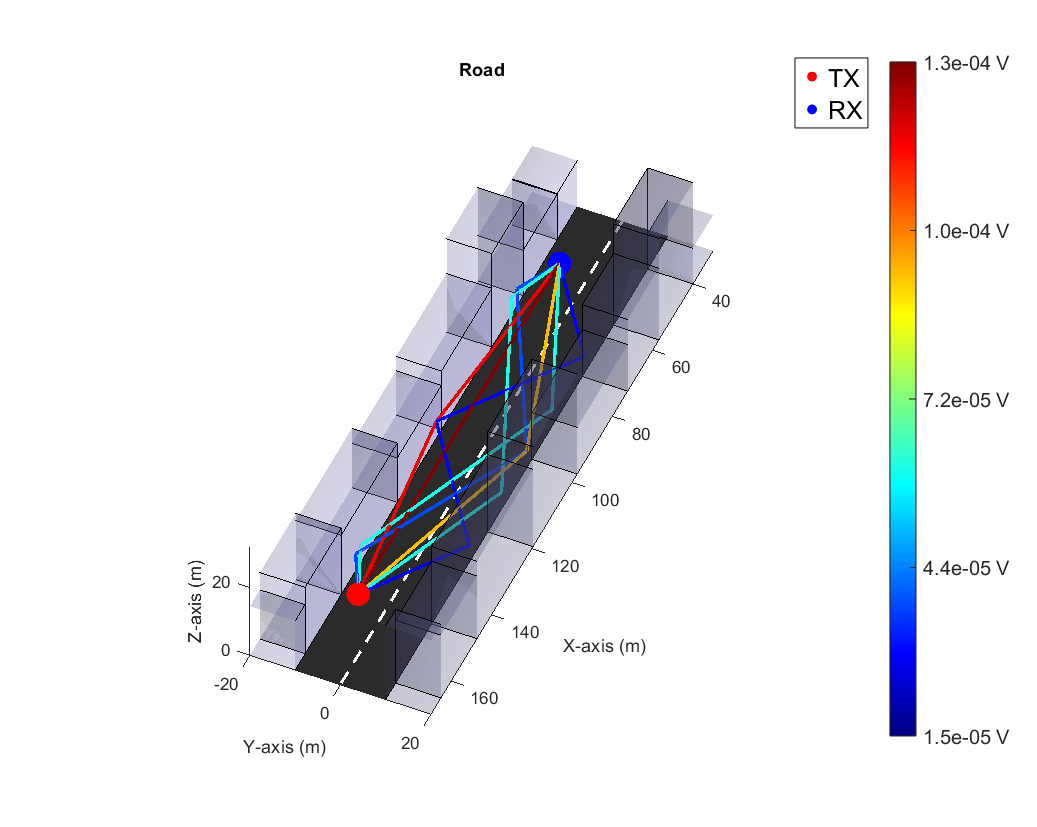 Road
TX
RX
1.3e-04 V
1.0e-04 V
7.2e-05 V
4.4e-05 V
1.5e-05 V
40
60
80
100
120
140
160
X-axis (m)
Z-axis (m)
20
0
-20
0
20
Y-axis (m)